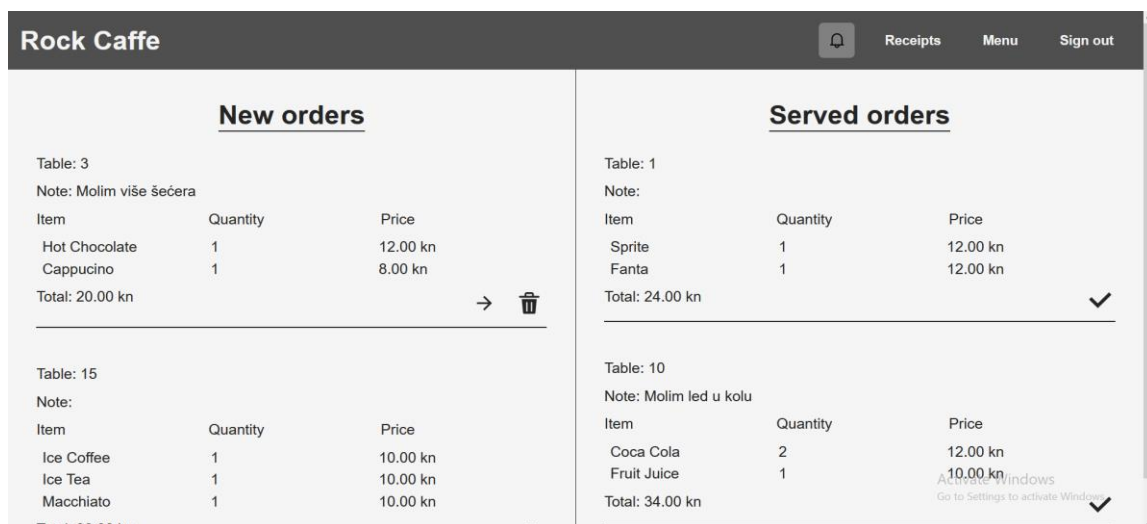 Rock Caffe
Receipts Menu Sign out
New orders
Table: 3
Note: Molim više šećera
Item Quantity Price
Hot Chocolate 1 12.00 kn
Cappucino 1 8.00 kn
Total: 20.00 kn
Table: 15
Note:
Item Quantity Price
Ice Coffee 1 10.00 kn
Ice Tea 1 10.00 kn
Macchiato 1 10.00 kn
Served orders
Table: 1
Note:
Item Quantity Price
Sprite 1 12.00 kn
Fanta 1 12.00 kn
Total: 24.00 kn
Table: 10
Note: Molim led u kolu
Item Quantity Price
Coca Cola 2 12.00 kn
Fruit Juice 1 10.00 kn
Total: 34.00 kn
Activate Windows
Go to Settings to activate Windows.